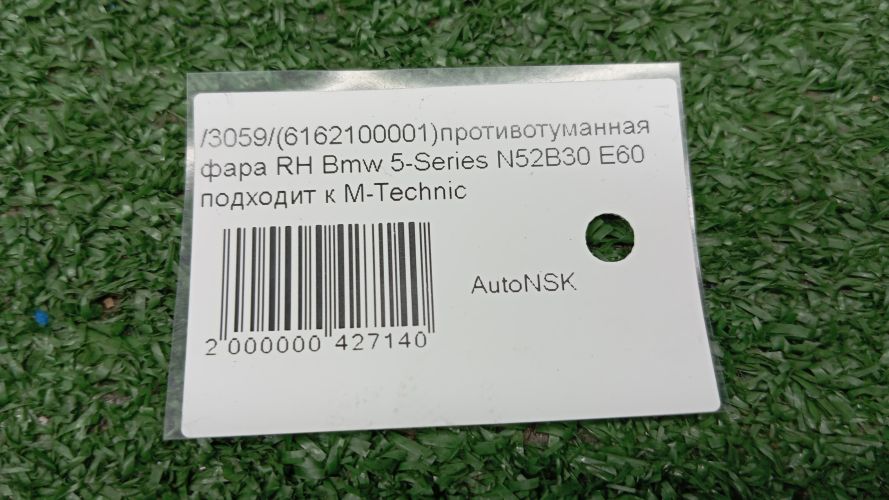 /3059/(6162100001)противотуманная
фара RH Bmw 5-Series N52B30 E60
подходит к M-Technic
AutoNSK
2 000000 427140